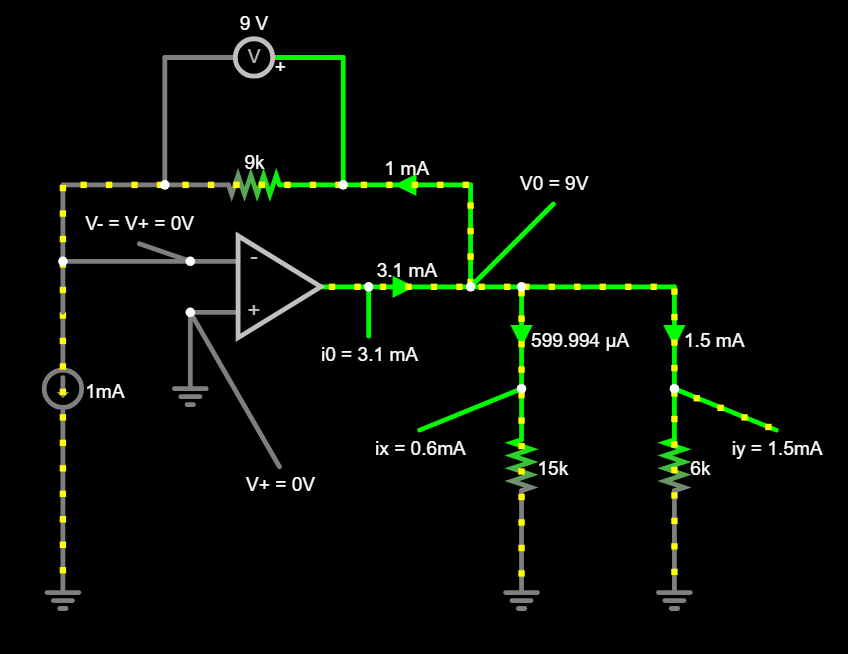 9 V
V
+
9k
1 mA
V0 = 9V
V- = V+ = 0V
-
3.1 mA
+
599.994 μA
1.5 mA
i0 = 3.1 mA
1mA
ix = 0.6mA
iy = 1.5mA
15k
6k
V+ = 0V